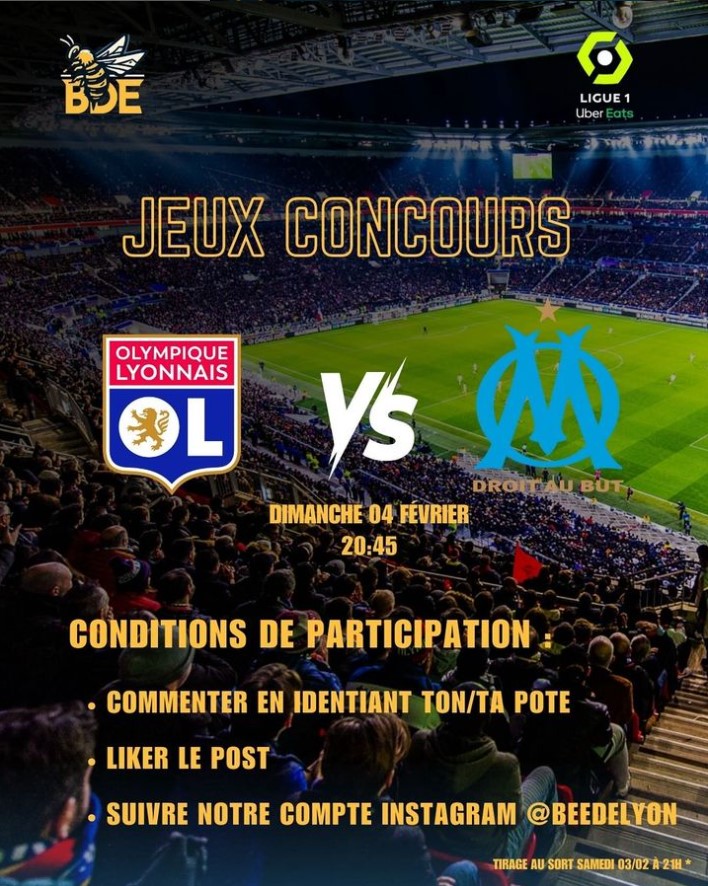 BDE
LIGUE 1
Uber Eats
JEUX CONCOURS
OLYMPIQUE
LYONNAIS
OL
VS
M
DROIT AU BUT
DIMANCHE 04 FÉVRIER
20:45
CONDITIONS DE PARTICIPATION :
• COMMENTER EN IDENTIANT TON/TA POTE
• LIKER LE POST
• SUIVRE NOTRE COMPTE INSTAGRAM @BEEDELYON
TIRAGE AU SORT SAMEDI 03/02 À 21H *